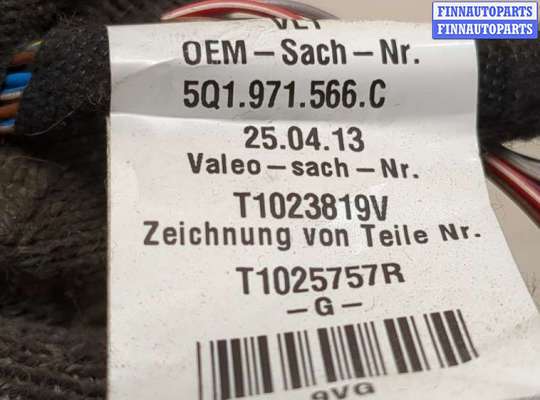 FINNAUTOPARTS
FINNAUTOPARTS
OEM – Sach – Nr.
5Q1.971.566.C
25.04.13
Valeo – sach – Nr.
T1023819V
Zeichnung von Teile Nr.
T1025757R
– G –
9VG